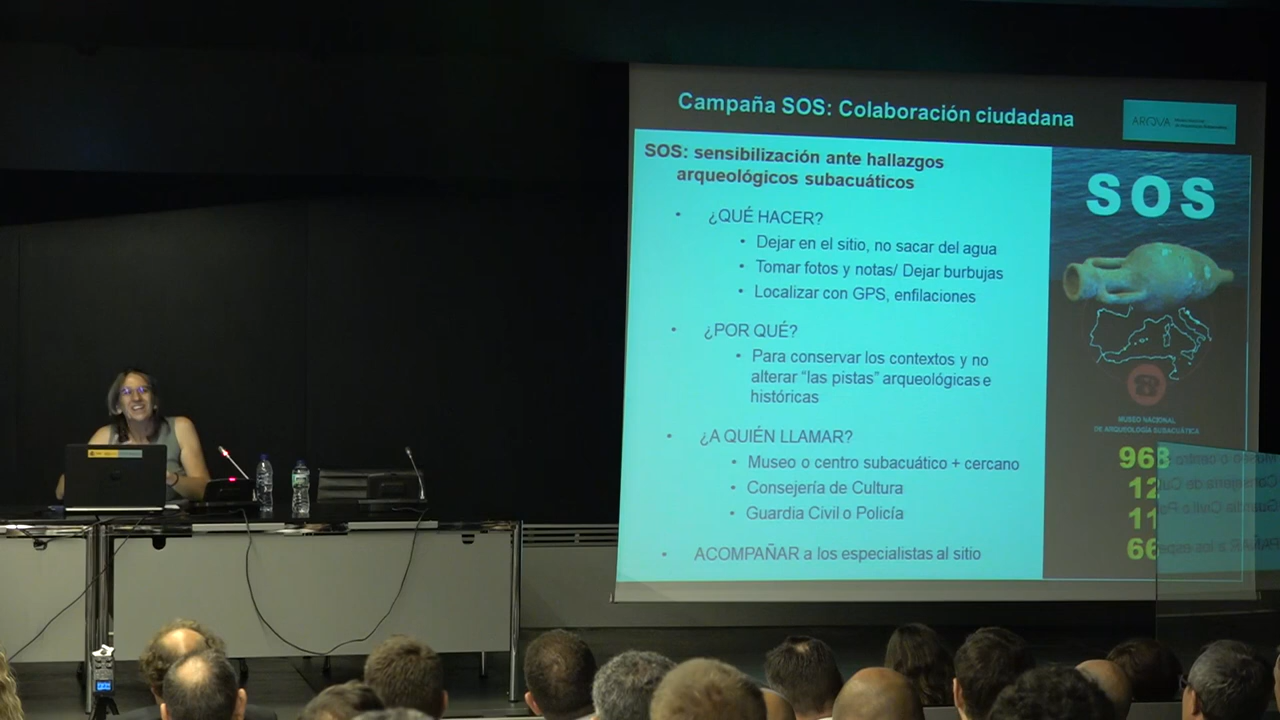 Campaña SOS: Colaboración ciudadana
ARQVA
SOS: sensibilización ante hallazgos
arqueológicos subacuáticos
• ¿QUÉ HACER?
• Dejar en el sitio, no sacar del agua
• Tomar fotos y notas/ Dejar burbujas
• Localizar con GPS, enfilaciones
• ¿POR QUÉ?
• Para conservar los contextos y no
alterar “las pistas” arqueológicas e
históricas
• ¿A QUIÉN LLAMAR?
• Museo o centro subacuático + cercano
• Consejería de Cultura
• Guardia Civil o Policía
• ACOMPAÑAR a los especialistas al sitio
SOS
MUSEO NACIONAL
DE ARQUEOLOGÍA SUBACUÁTICA
968
12
11
66